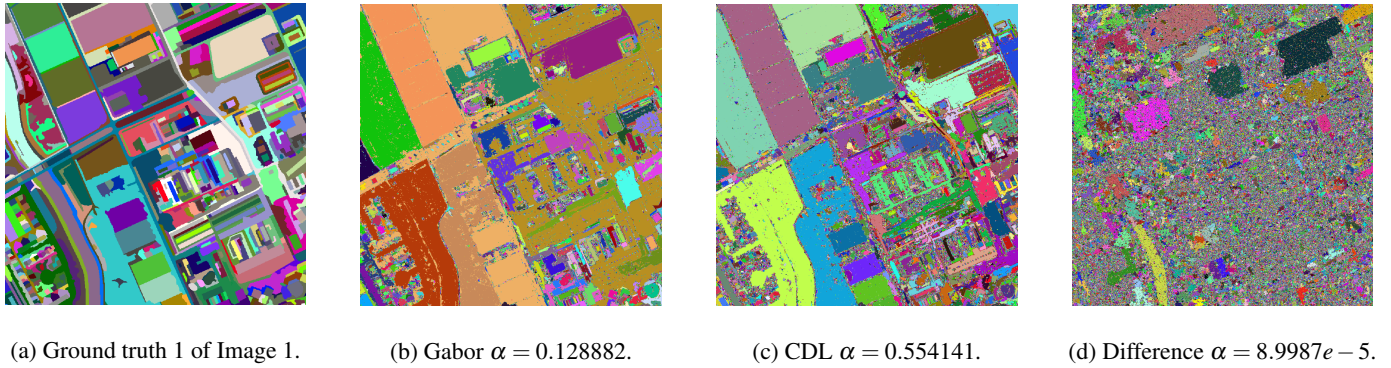 (a) Ground truth 1 of Image 1.
(b) Gabor α = 0.128882.
(c) CDL α = 0.554141.
(d) Difference α = 8.9987e − 5.